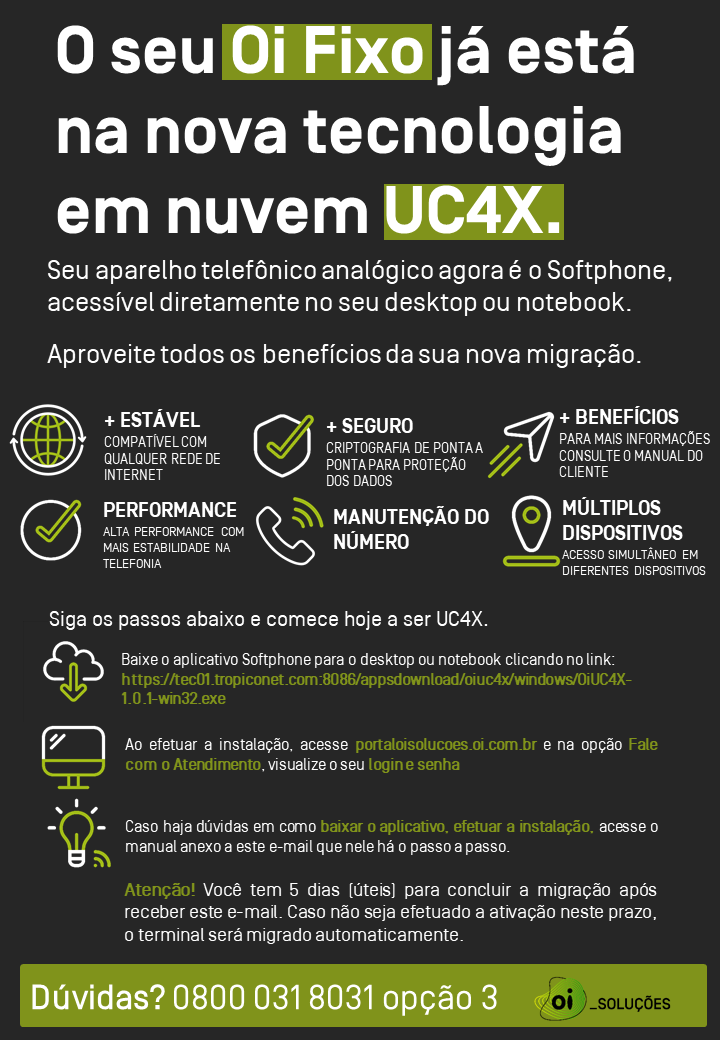 O seu Oi Fixo já está
na nova tecnologia
em nuvem UC4X.
Seu aparelho telefônico analógico agora é o Softphone,
acessível diretamente no seu desktop ou notebook.
Aproveite todos os benefícios da sua nova migração.
+ ESTÁVEL
COMPATÍVEL COM
QUALQUER REDE DE
INTERNET
+ SEGURO
CRIPTOGRAFIA DE PONTA A
PONTA PARA PROTEÇÃO
DOS DADOS
+ BENEFÍCIOS
PARA MAIS INFORMAÇÕES
CONSULTE O MANUAL DO
CLIENTE
PERFORMANCE
ALTA PERFORMANCE COM
MAIS ESTABILIDADE NA
TELEFONIA
MANUTENÇÃO DO
NÚMERO
MÚLTIPLOS
DISPOSITIVOS
ACESSO SIMULTÂNEO EM
DIFERENTES DISPOSITIVOS
Siga os passos abaixo e comece hoje a ser UC4X.
Baixe o aplicativo Softphone para o desktop ou notebook clicando no link:
https://tec01.tropiconet.com:8086/appsdownload/oiuc4x/windows/OiUC4X-
1.0.1-win32.exe
Ao efetuar a instalação, acesse portaloisolucoes.oi.com.br e na opção Fale
com o Atendimento, visualize o seu login e senha
Caso haja dúvidas em como baixar o aplicativo, efetuar a instalação, acesse o
manual anexo a este e-mail que nele há o passo a passo.
Atenção! Você tem 5 dias (úteis) para concluir a migração após
receber este e-mail. Caso não seja efetuado a ativação neste prazo,
o terminal será migrado automaticamente.
Dúvidas? 0800 031 8031 opção 3
oi _SOLUÇÕES